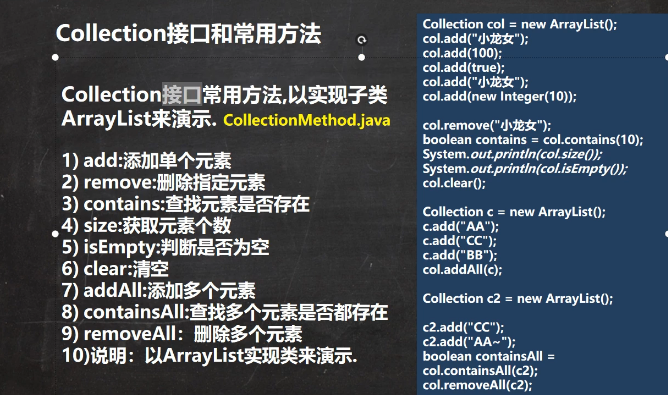 Collection接口和常用方法
Collection接口常用方法,以实现子类
ArrayList来演示. CollectionMethod.java
1) add:添加单个元素
2) remove:删除指定元素
3) contains:查找元素是否存在
4) size:获取元素个数
5) isEmpty:判断是否为空
6) clear:清空
7) addAll:添加多个元素
8) containsAll:查找多个元素是否都存在
9) removeAll：删除多个元素
10)说明：以ArrayList实现类来演示.
Collection col = new ArrayList();
col.add("小龙女");
col.add(100);
col.add(true);
col.add("小龙女");
col.add(new Integer(10));
col.remove("小龙女");
boolean contains = col.contains(10);
System.out.println(col.size());
System.out.println(col.isEmpty());
col.clear();
Collection c = new ArrayList();
c.add("AA");
c.add("CC");
c.add("BB");
col.addAll(c);
Collection c2 = new ArrayList();
c2.add("CC");
c2.add("AA~");
boolean containsAll =
col.containsAll(c2);
col.removeAll(c2);